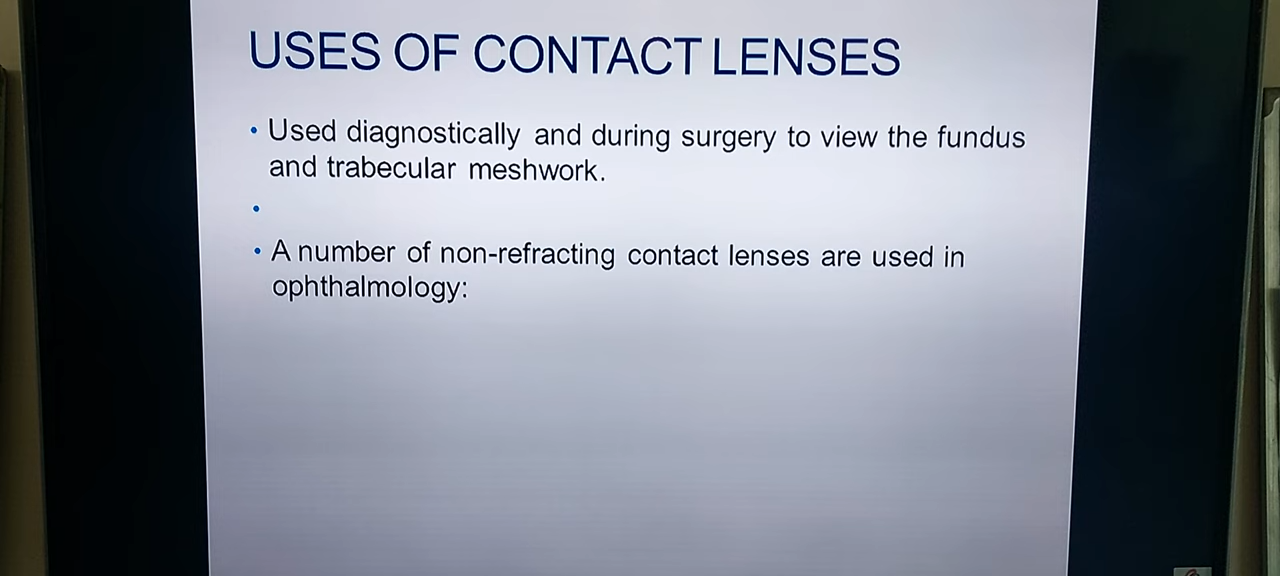 USES OF CONTACT LENSES
• Used diagnostically and during surgery to view the fundus
and trabecular meshwork.
•
• A number of non-refracting contact lenses are used in
ophthalmology: